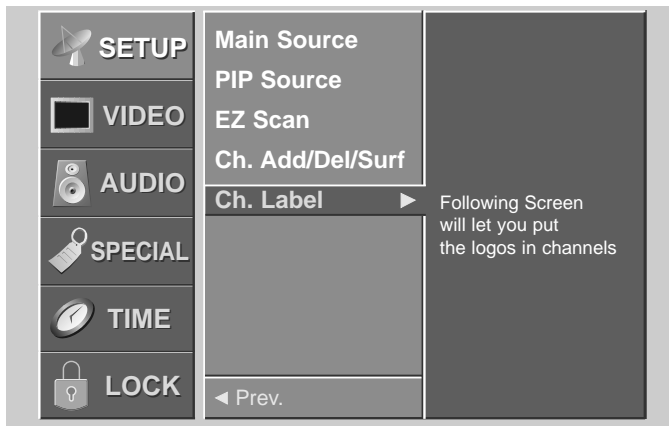 SETUP
VIDEO
AUDIO
SPECIAL
TIME
LOCK
Main Source
PIP Source
EZ Scan
Ch. Add/Del/Surf
Ch. Label ►
◄ Prev.
Following Screen
will let you put
the logos in channels